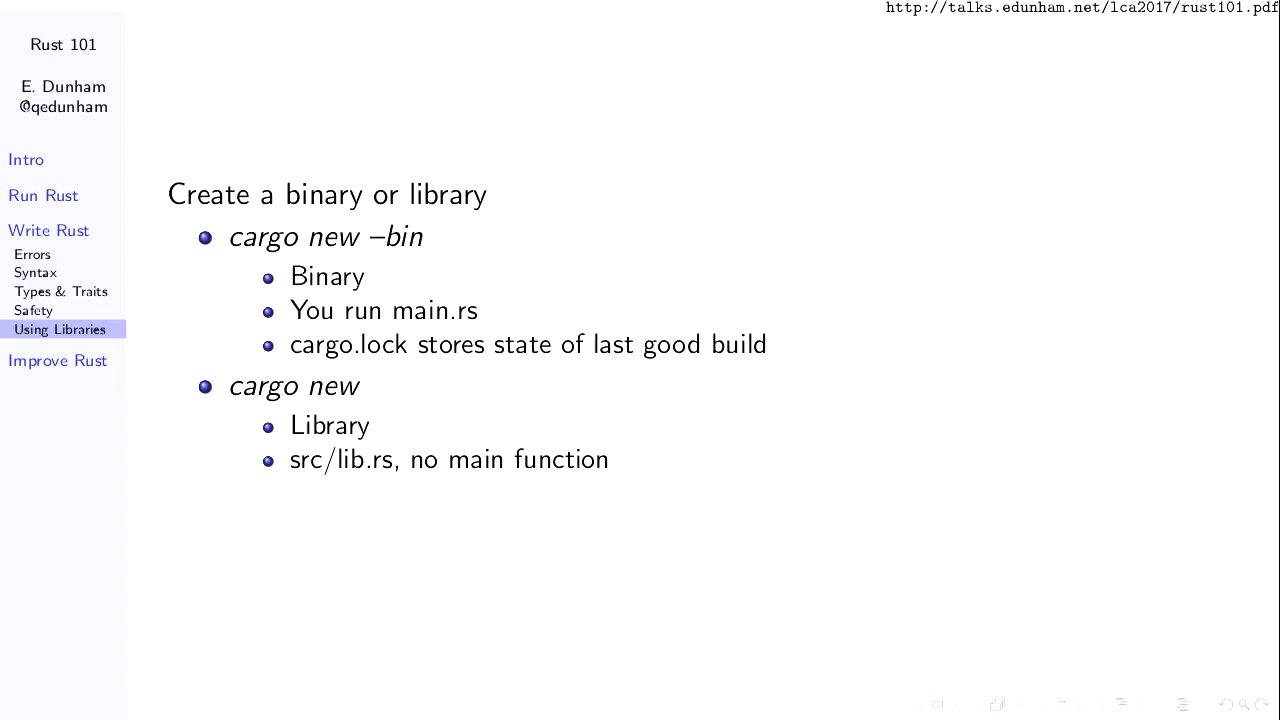 http://talks.edunham.net/lca2017/rust101.pdf
Rust 101
E. Dunham
@qedunham
Intro
Run Rust
Write Rust
Errors
Syntax
Types & Traits
Safety
Using Libraries
Improve Rust
Create a binary or library
cargo new –bin
Binary
You run main.rs
cargo.lock stores state of last good build
cargo new
Library
src/lib.rs, no main function